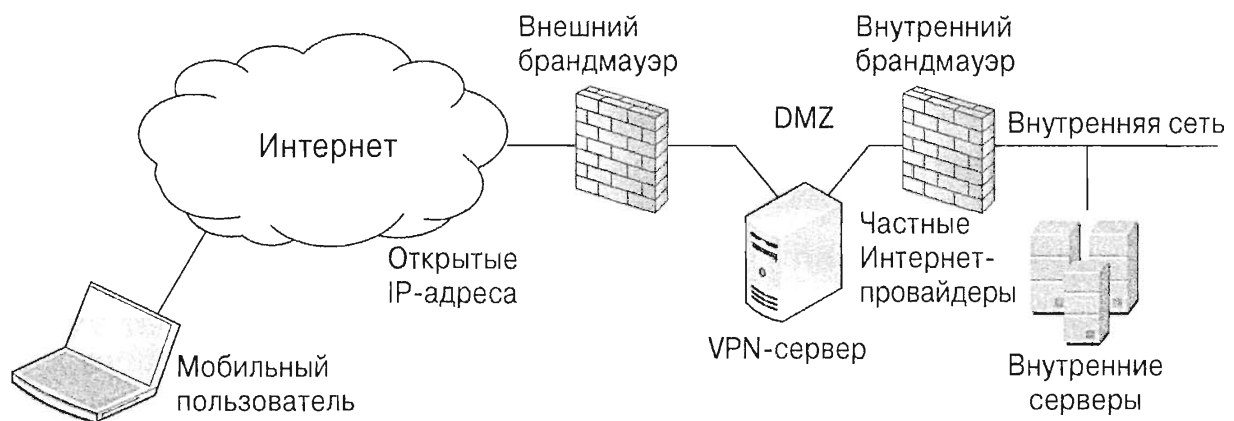 Внешний
брандмауэр
Внутренний
брандмауэр
DMZ
Внутренняя сеть
Интернет
Открытые
IP-адреса
Частные
Интернет-
провайдеры
VPN-сервер
Мобильный
пользователь
Внутренние
серверы